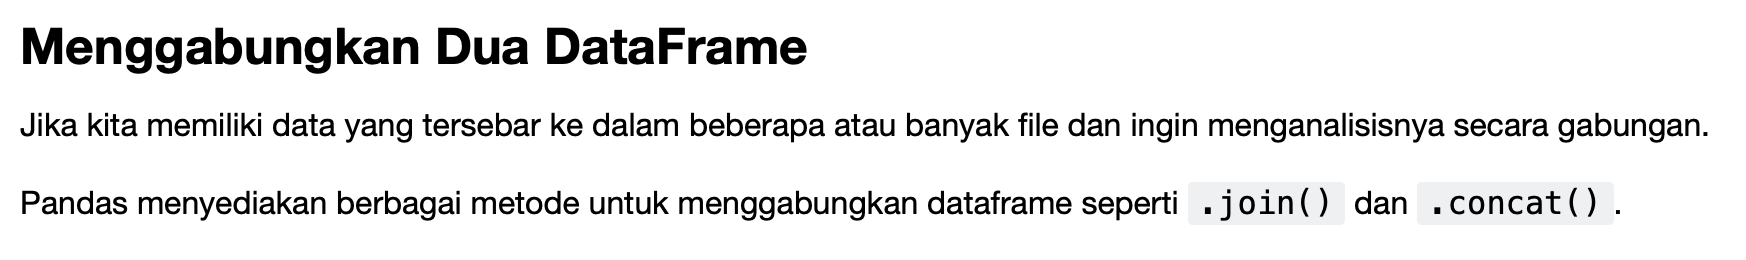 Menggabungkan Dua DataFrame
Jika kita memiliki data yang tersebar ke dalam beberapa atau banyak file dan ingin menganalisisnya secara gabungan.
Pandas menyediakan berbagai metode untuk menggabungkan dataframe seperti .join() dan .concat().